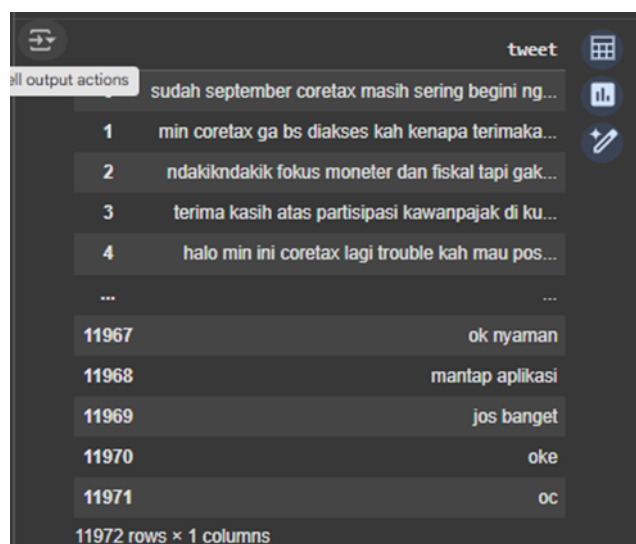 tweet
ell output actions
sudah september coretax masih sering begini ng...
1 min coretax ga bs diakses kah kenapa terimaka...
2 ndakikndakik fokus moneter dan fiskal tapi gak...
3 terima kasih atas partisipasi kawanpajak di ku...
4 halo min ini coretax lagi trouble kah mau pos...
... ...
11967 ok nyaman
11968 mantap aplikasi
11969 jos banget
11970 oke
11971 oc
11972 rows × 1 columns